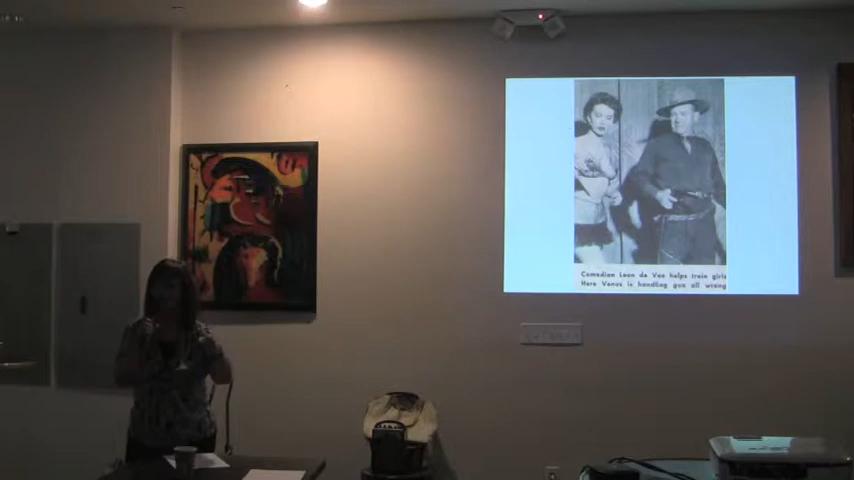 Comedian Leon de Voe helps train girls
Here Venus is handling gun all wrong